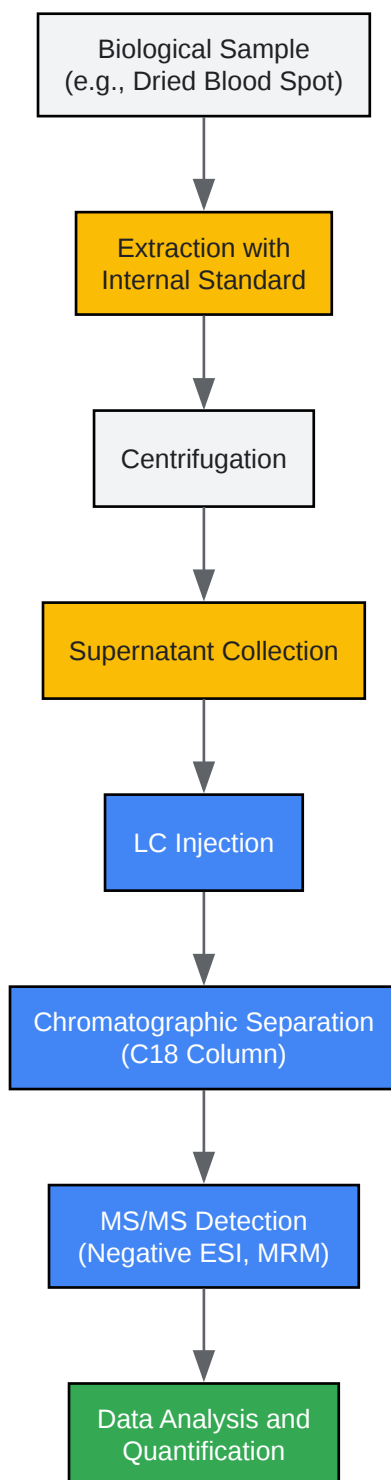 Biological Sample
(e.g., Dried Blood Spot)
Extraction with
Internal Standard
Centrifugation
Supernatant Collection
LC Injection
Chromatographic Separation
(C18 Column)
MS/MS Detection
(Negative ESI, MRM)
Data Analysis and
Quantification